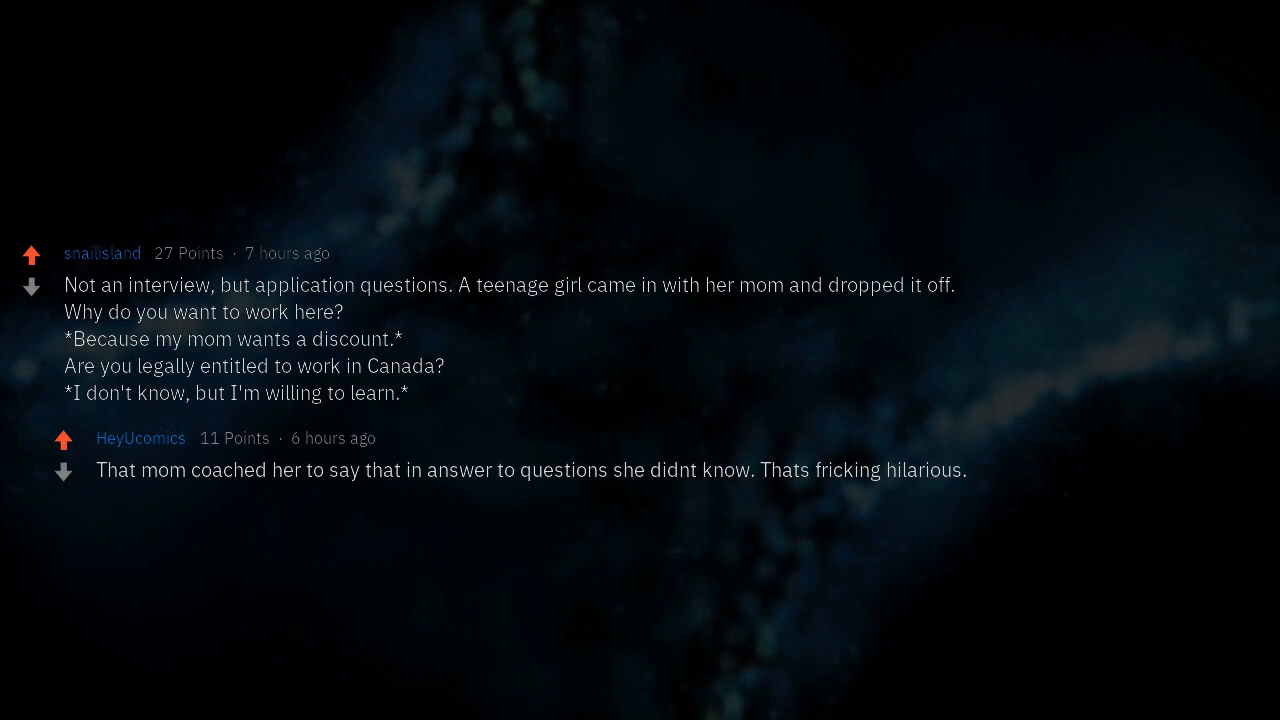 snailisland 27 Points · 7 hours ago
Not an interview, but application questions. A teenage girl came in with her mom and dropped it off.
Why do you want to work here?
*Because my mom wants a discount.*
Are you legally entitled to work in Canada?
*I don't know, but I'm willing to learn.*
HeyUcomics 11 Points · 6 hours ago
That mom coached her to say that in answer to questions she didnt know. Thats fricking hilarious.